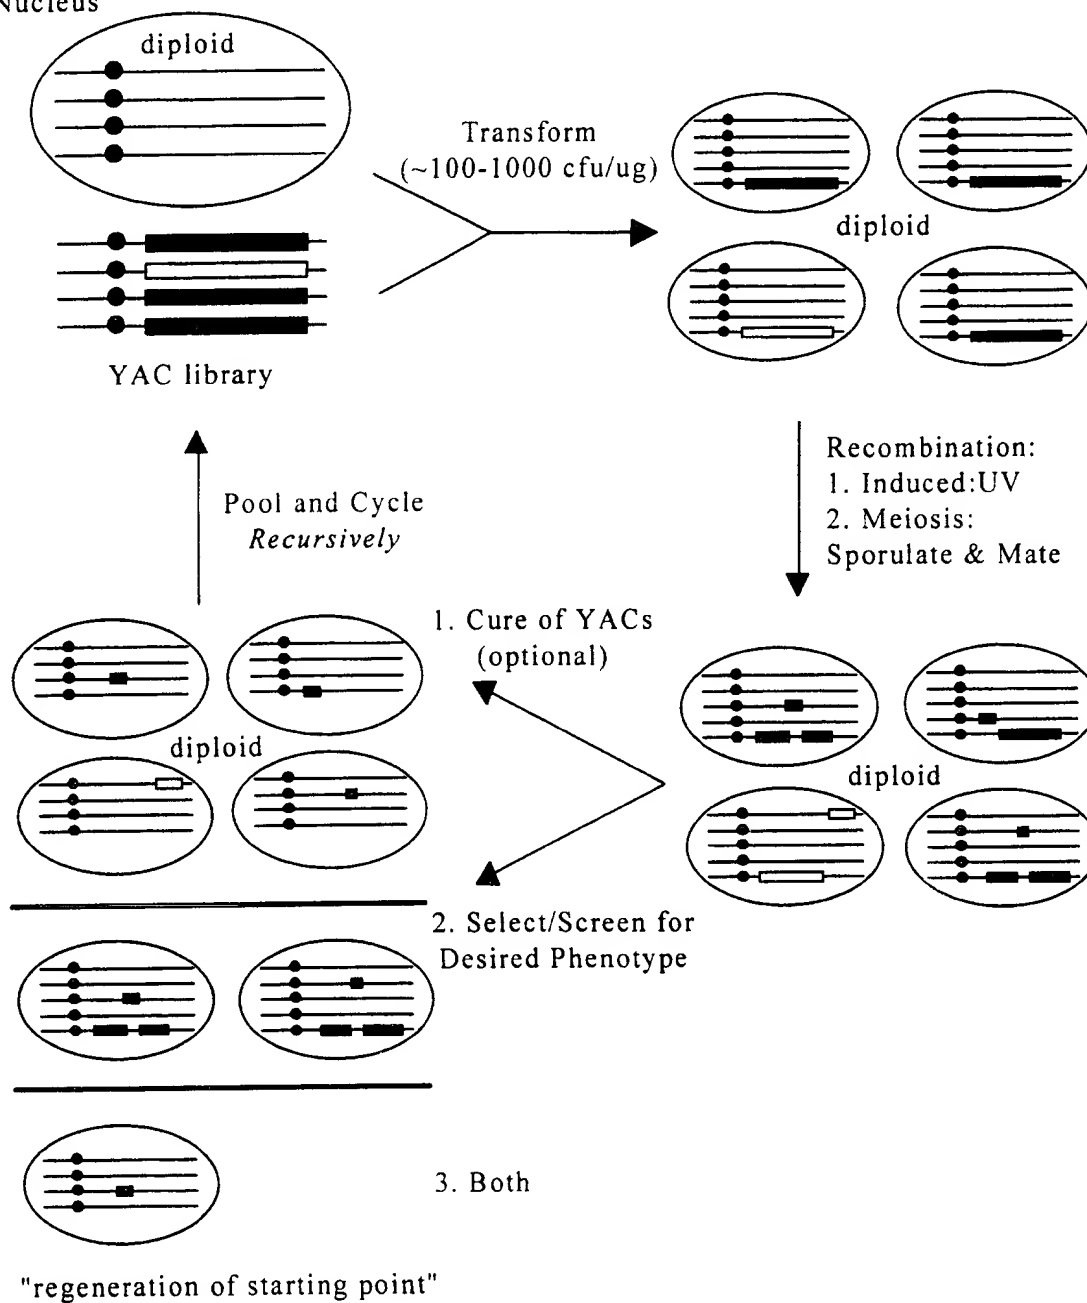 Nucleus
diploid
Transform
(~100-1000 cfu/ug)
diploid
YAC library
Recombination:
1. Induced:UV
2. Meiosis:
Sporulate & Mate
Pool and Cycle
Recursively
1. Cure of YACs
(optional)
diploid
diploid
2. Select/Screen for
Desired Phenotype
3. Both
"regeneration of starting point"